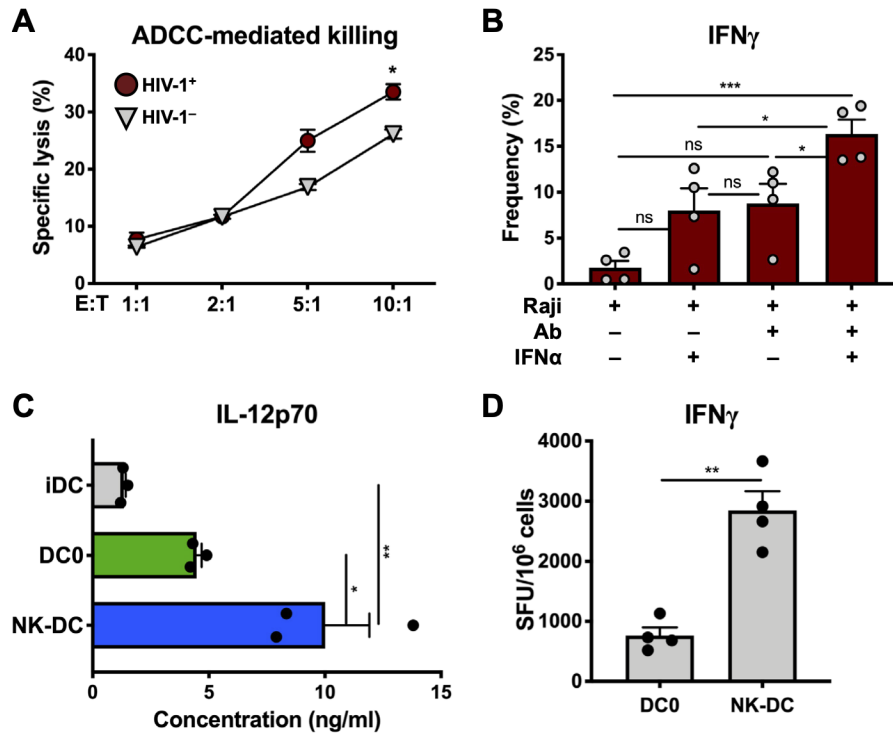 A
ADCC-mediated killing
Specific lysis (%)
40
30
20
10
0
HIV-1⁺
HIV-1⁻
*
E:T 1:1 2:1 5:1 10:1
B
IFNγ
Frequency (%)
25
20
15
10
5
0
***
*
ns
*
ns
ns
Raji + + + +
Ab – – + +
IFNα – + – +
C
IL-12p70
iDC
DC0
NK-DC
**
*
0 5 10 15
Concentration (ng/ml)
D
IFNγ
SFU/10⁶ cells
4000
3000
2000
1000
0
**
DC0 NK-DC